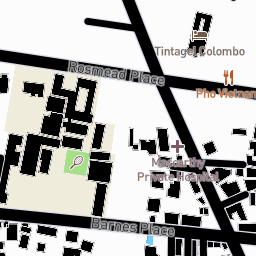 Tintagel Colombo
Rosmead Place
Pho Vietnam
McCarthy
Private Hospital
Barnes Place